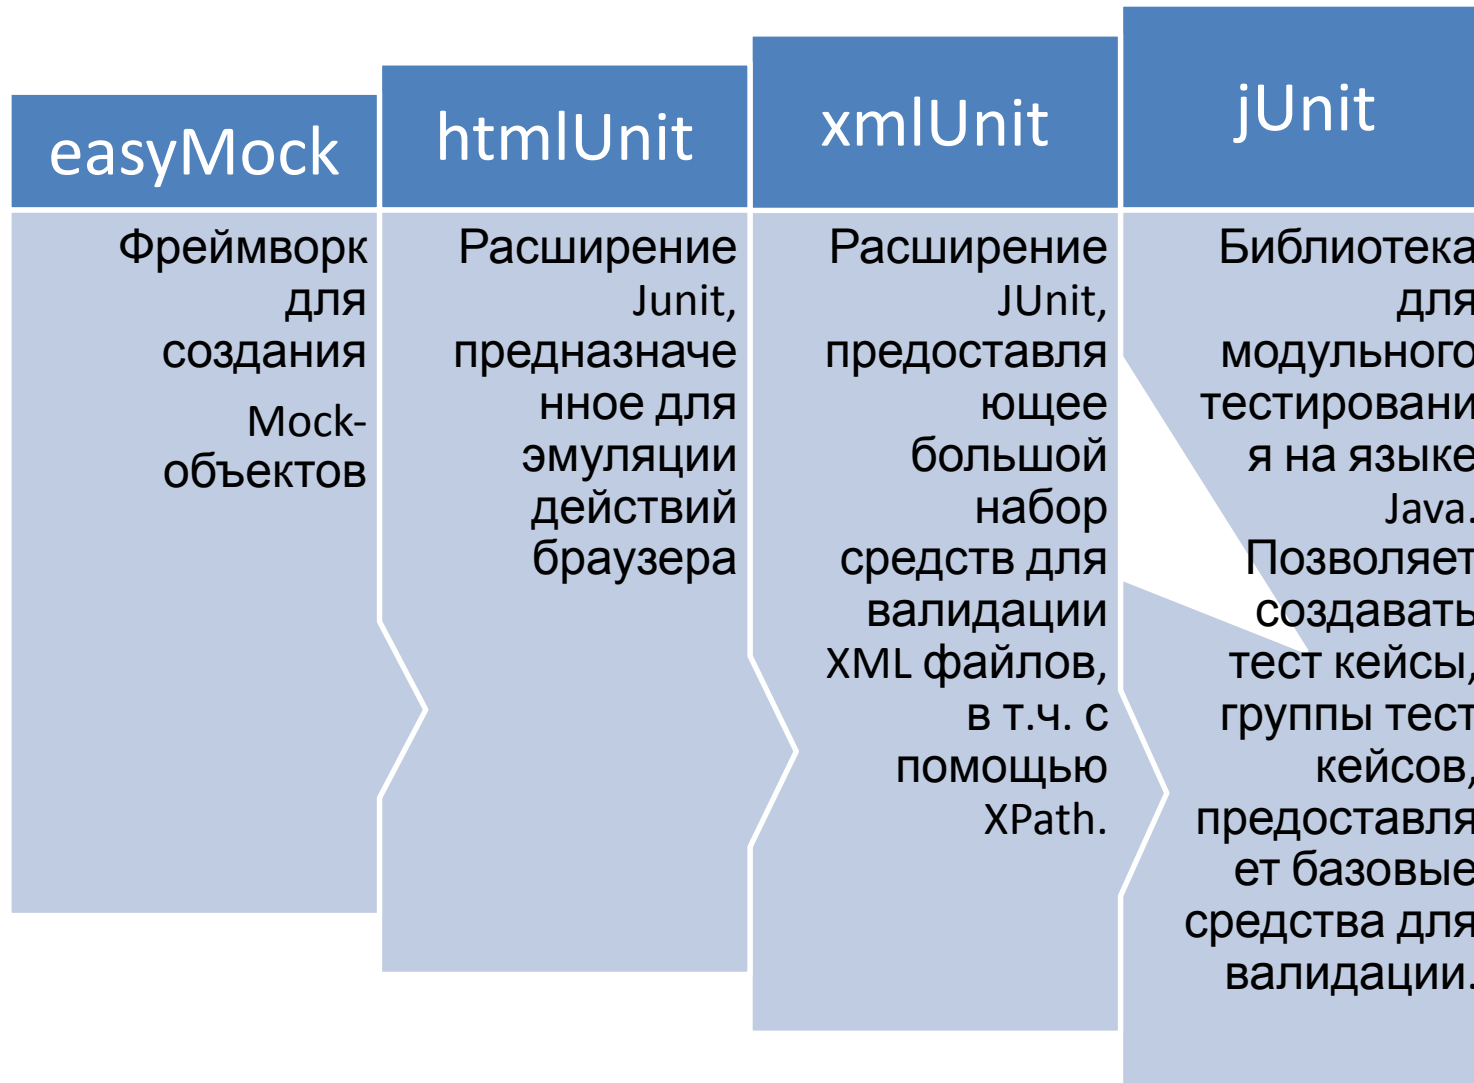 easyMock
Фреймворк
для
создания
Mock-
объектов
htmlUnit
Расширение
Junit,
предназначе
нное для
эмуляции
действий
браузера
xmlUnit
Расширение
JUnit,
предоставля
ющее
большой
набор
средств для
валидации
XML файлов,
в т.ч. с
помощью
XPath.
jUnit
Библиотека
для
модульного
тестировани
я на языке
Java.
Позволяет
создавать
тест кейсы,
группы тест
кейсов,
предоставля
ет базовые
средства для
валидации.